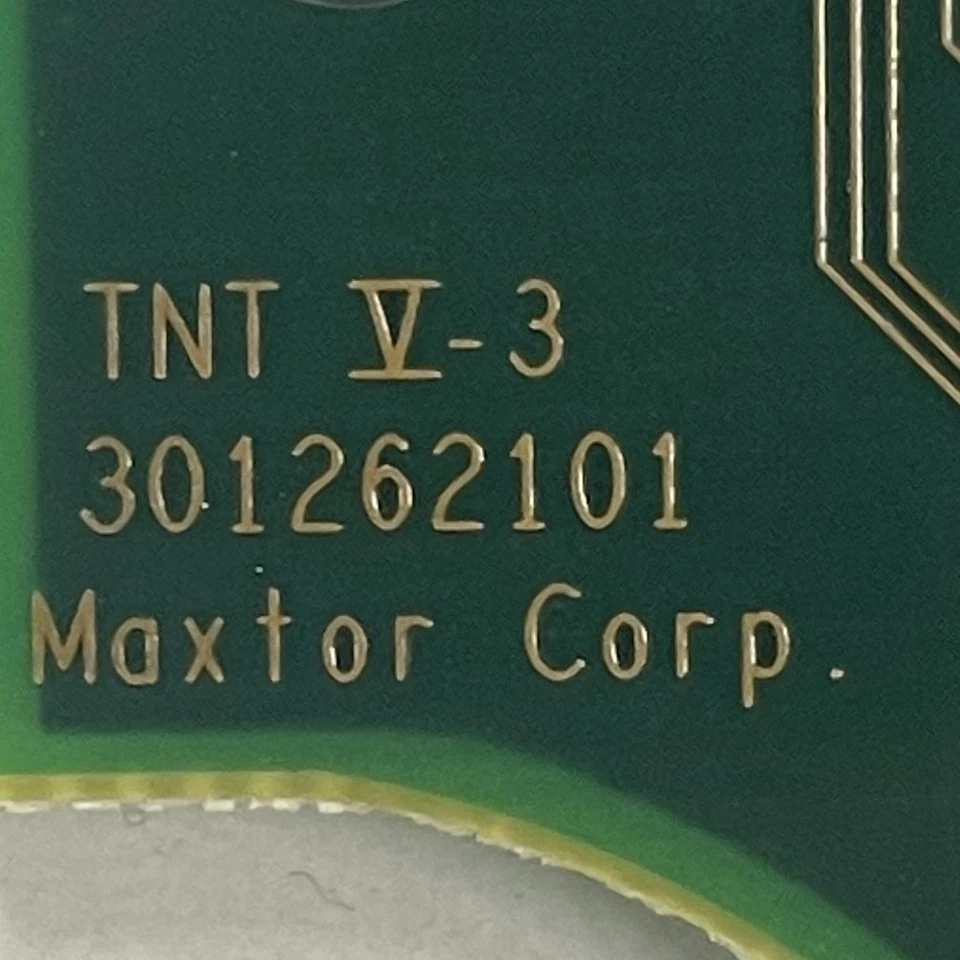 TNT V-3
301262101
Maxtor Corp.